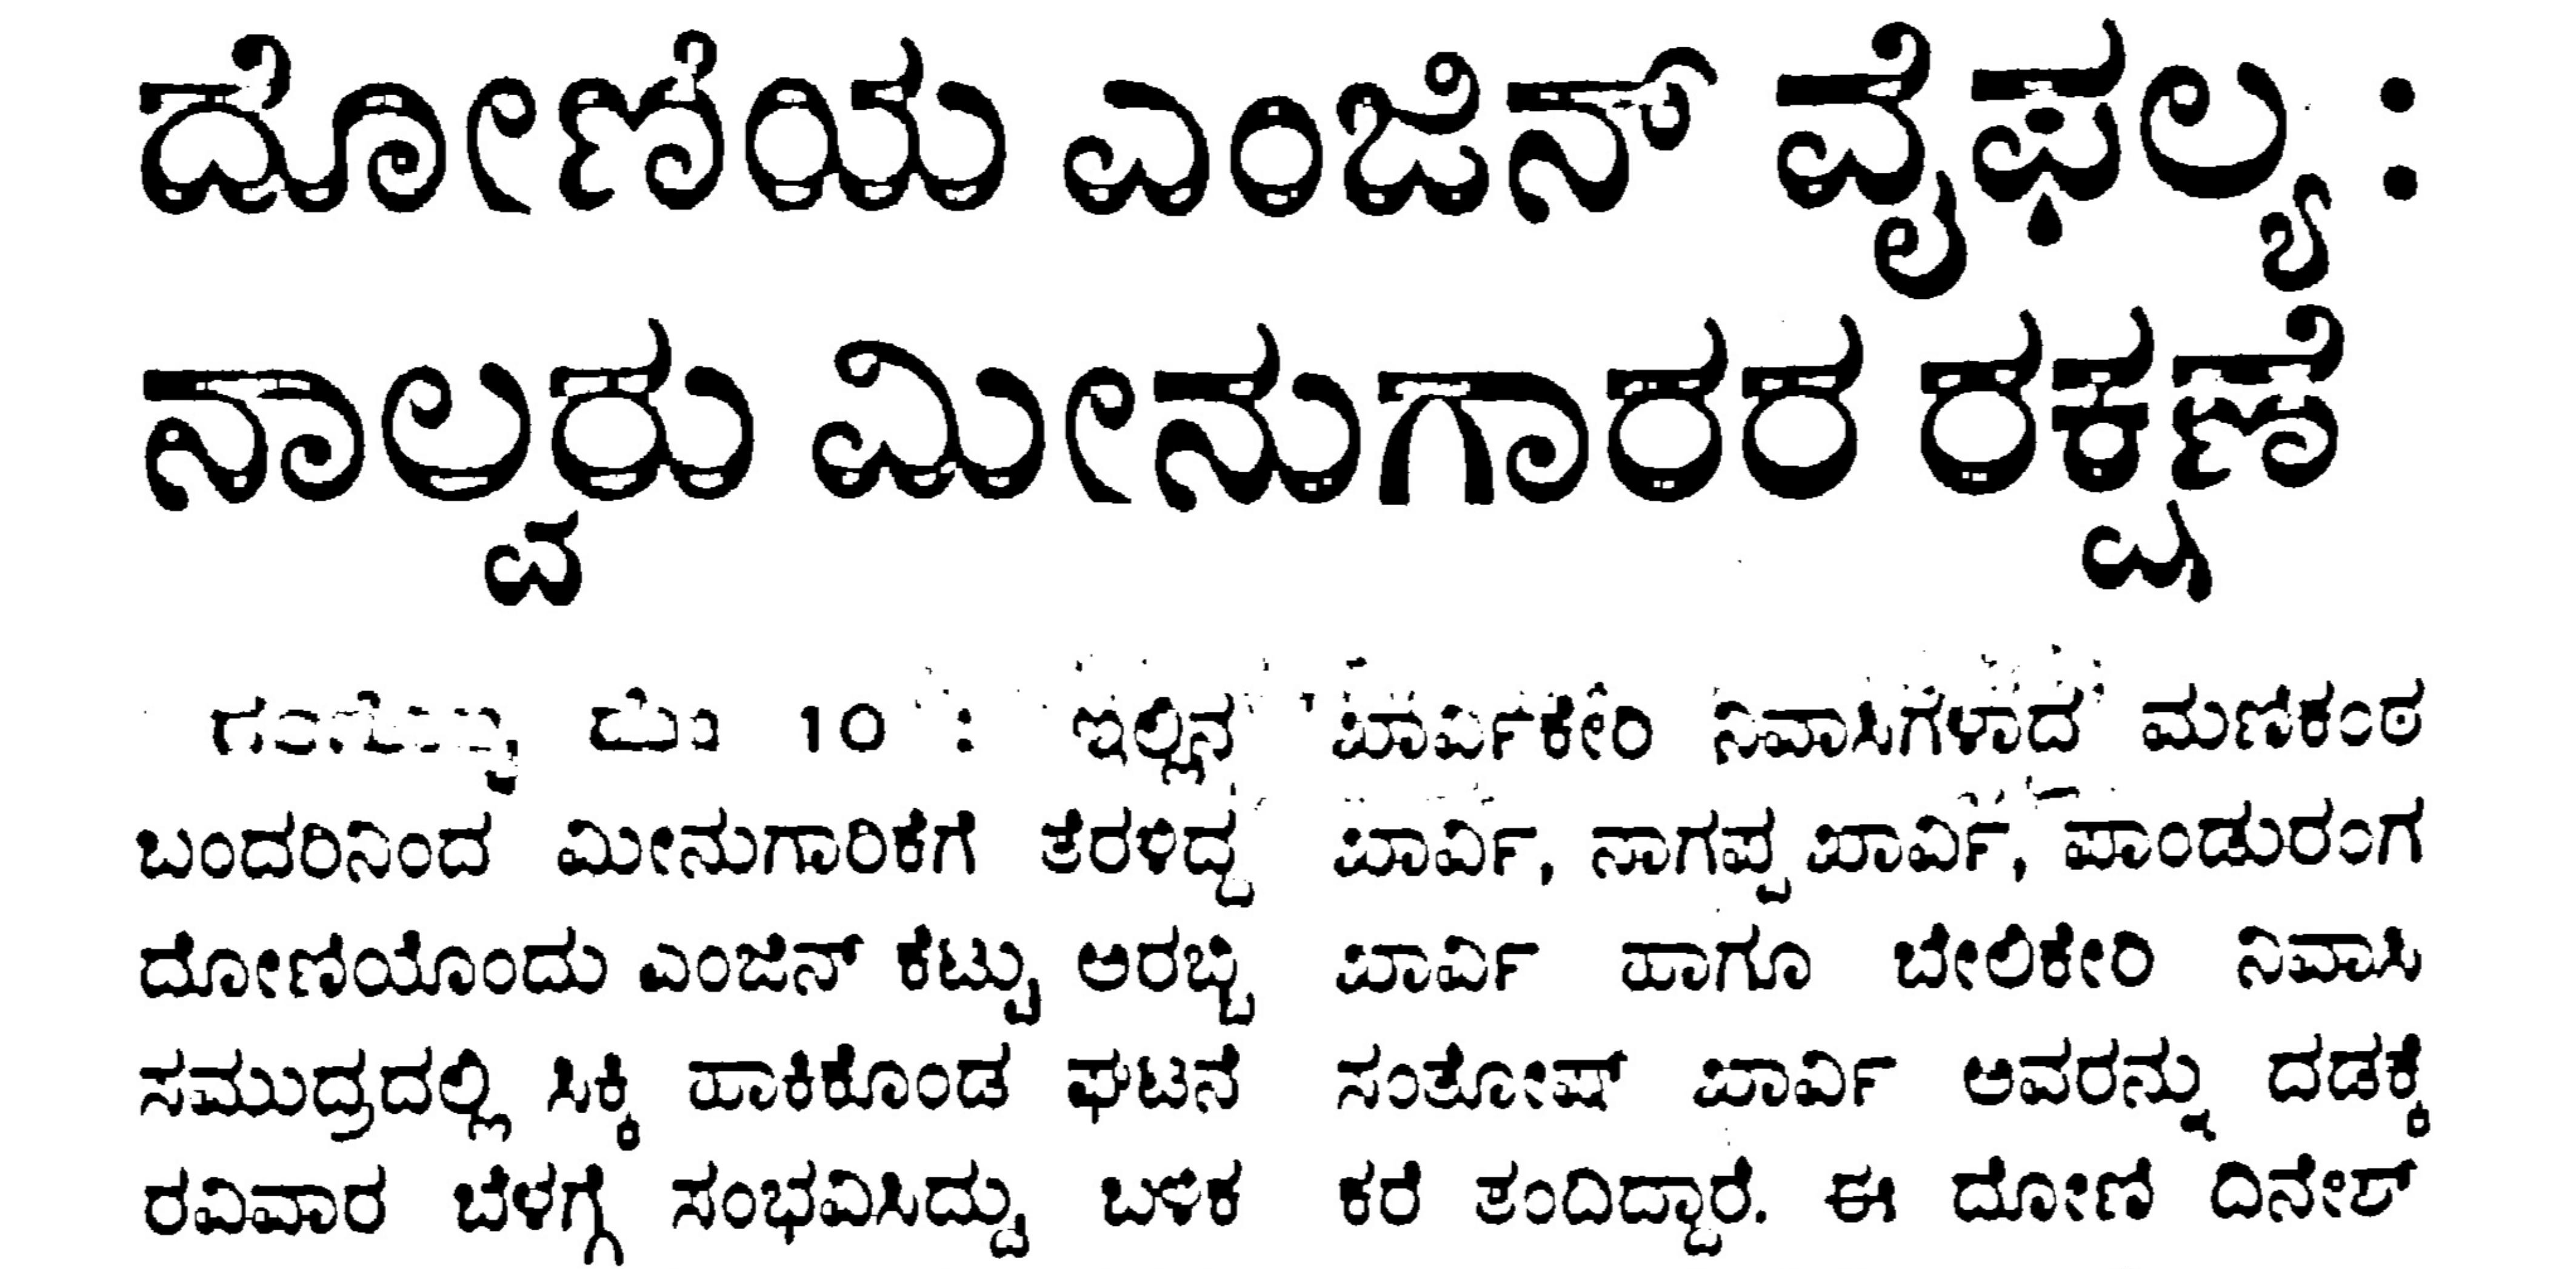 ದೋಣಿಯ ಎಂಜಿನ್ ವೈಫಲ್ಯ :
ನಾಲ್ವರು ಮೀನುಗಾರರ ರಕ್ಷಣೆ
ಗಂಗೊಳ್ಳಿ ಮೇ 10 : ಇಲ್ಲಿನ
ಬಂದರಿನಿಂದ ಮೀನುಗಾರಿಕೆಗೆ ತೆರಳಿದ್ದ
ದೋಣಿಯೊಂದು ಎಂಜಿನ್ ಕೆಟ್ಟು ಅರಬ್ಬಿ
ಸಮುದ್ರದಲ್ಲಿ ಸಿಕ್ಕಿ ಹಾಕಿಕೊಂಡ ಘಟನೆ
ರವಿವಾರ ಬೆಳಗ್ಗೆ ಸಂಭವಿಸಿದ್ದು ಬಳಿಕ
ಖಾರ್ವಿಕೇರಿ ನಿವಾಸಿಗಳಾದ ಮಣಿಕಂಠ
ಖಾರ್ವಿ, ನಾಗಪ್ಪ ಖಾರ್ವಿ, ಪಾಂಡುರಂಗ
ಖಾರ್ವಿ ಹಾಗೂ ಬೇಲಿಕೇರಿ ನಿವಾಸಿ
ಸಂತೋಷ್ ಖಾರ್ವಿ ಅವರನ್ನು ದಡಕ್ಕೆ
ಕರೆ ತಂದಿದ್ದಾರೆ. ಈ ದೋಣಿ ದಿನೇಶ್